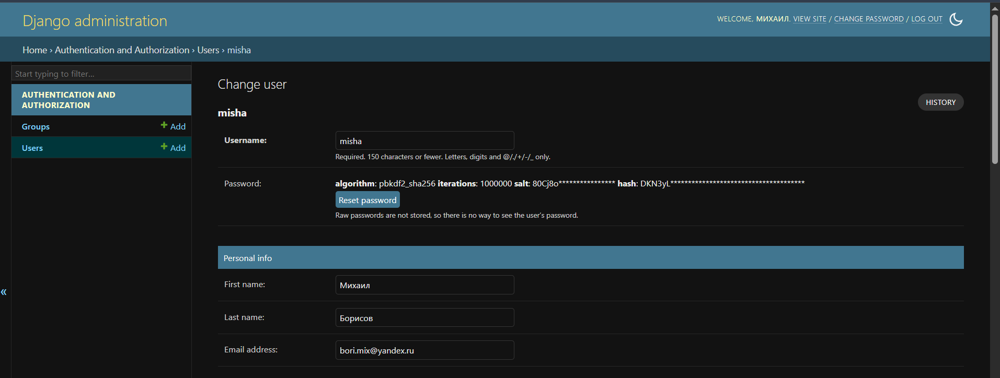 Django administration
WELCOME, МИХАИЛ. VIEW SITE / CHANGE PASSWORD / LOG OUT
Home › Authentication and Authorization › Users › misha
Start typing to filter...
AUTHENTICATION AND
AUTHORIZATION
Groups + Add
Users + Add
«
Change user
HISTORY
misha
Username: misha
Required. 150 characters or fewer. Letters, digits and @/./+/-/_ only.
Password: algorithm: pbkdf2_sha256 iterations: 1000000 salt: 80Cj8o**************** hash: DKN3yL**************************************
Reset password
Raw passwords are not stored, so there is no way to see the user’s password.
Personal info
First name: Михаил
Last name: Борисов
Email address: bori.mix@yandex.ru